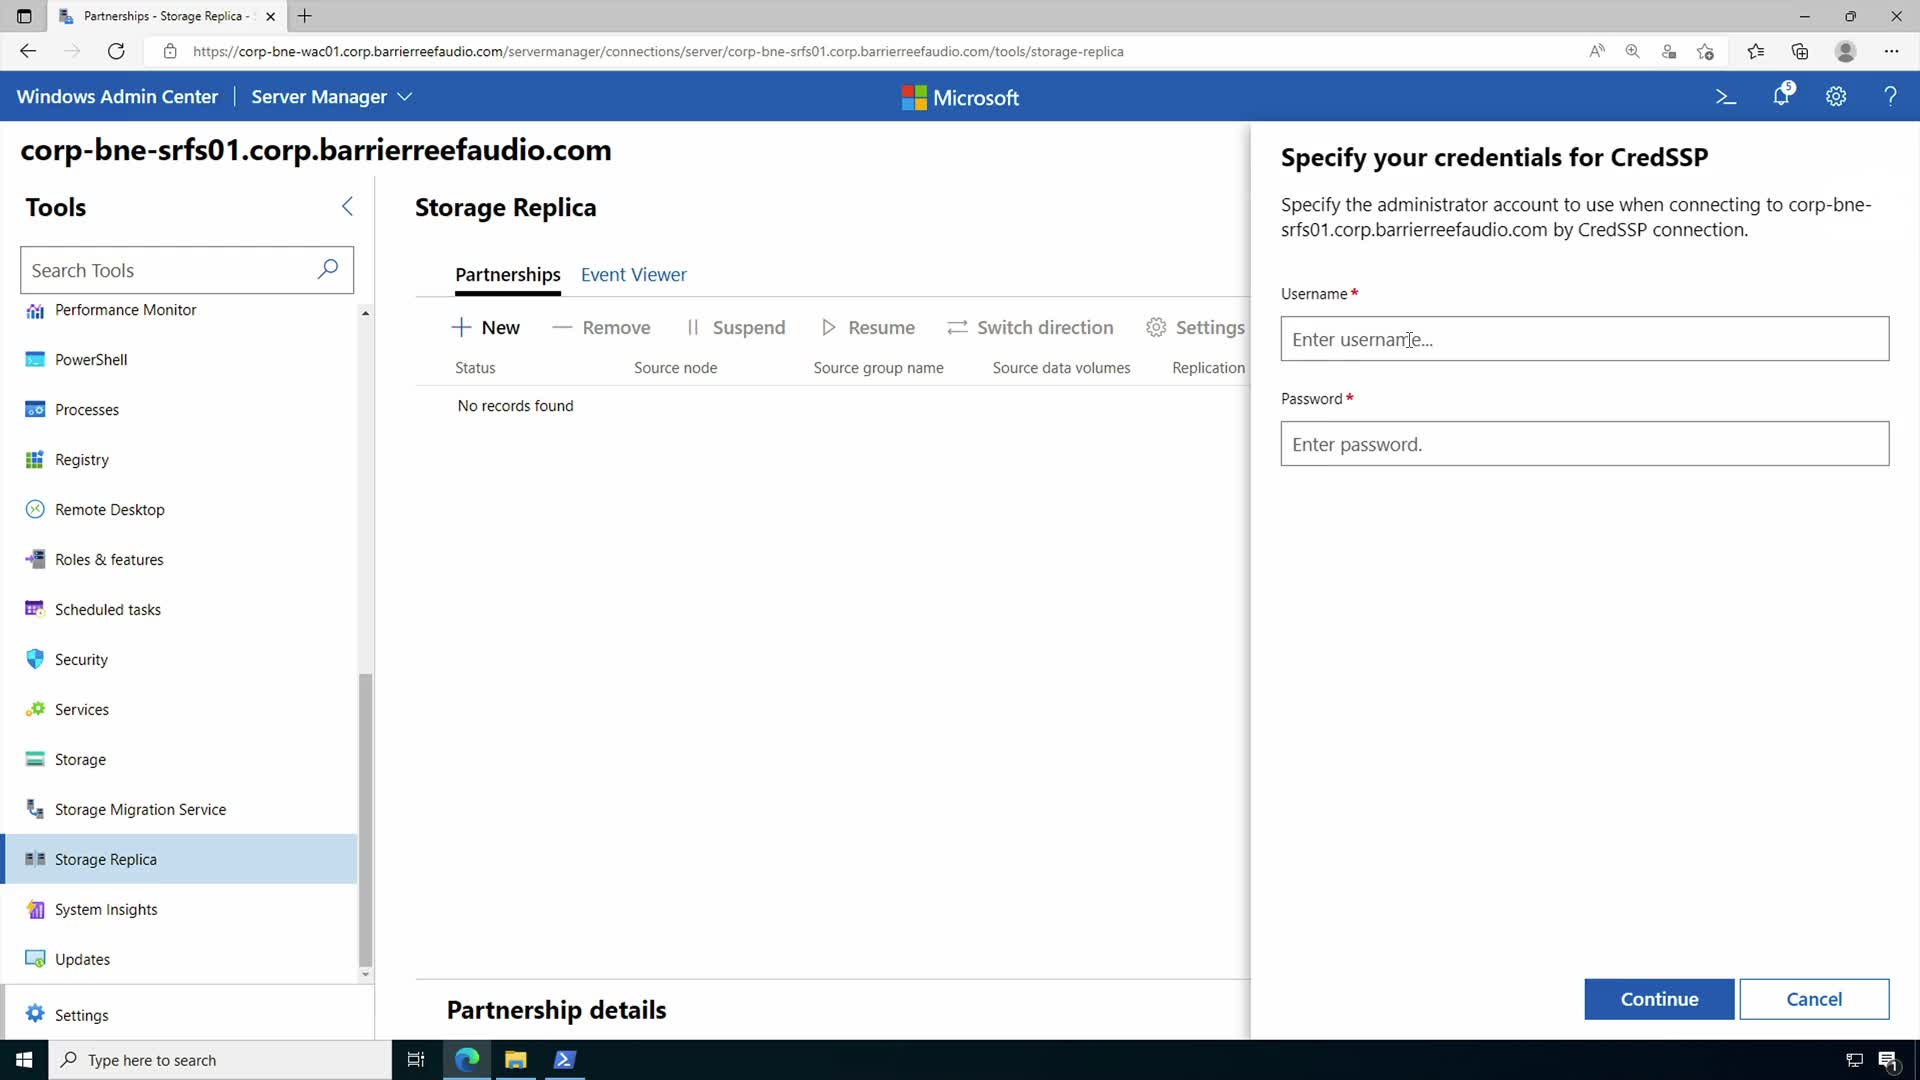 Partnerships - Storage Replica -
https://corp-bne-wac01.corp.barrierreefaudio.com/servermanager/connections/server/corp-bne-srfs01.corp.barrierreefaudio.com/tools/storage-replica
Windows Admin Center
Server Manager
Microsoft
5
?
corp-bne-srfs01.corp.barrierreefaudio.com
Tools
Search Tools
Performance Monitor
PowerShell
Processes
Registry
Remote Desktop
Roles & features
Scheduled tasks
Security
Services
Storage
Storage Migration Service
Storage Replica
System Insights
Updates
Settings
Storage Replica
Partnerships
Event Viewer
New
Remove
Suspend
Resume
Switch direction
Settings
Status
Source node
Source group name
Source data volumes
Replication
No records found
Partnership details
Specify your credentials for CredSSP
Specify the administrator account to use when connecting to corp-bne-
srfs01.corp.barrierreefaudio.com by CredSSP connection.
Username *
Enter username...
Password *
Enter password.
Continue
Cancel
Type here to search
1